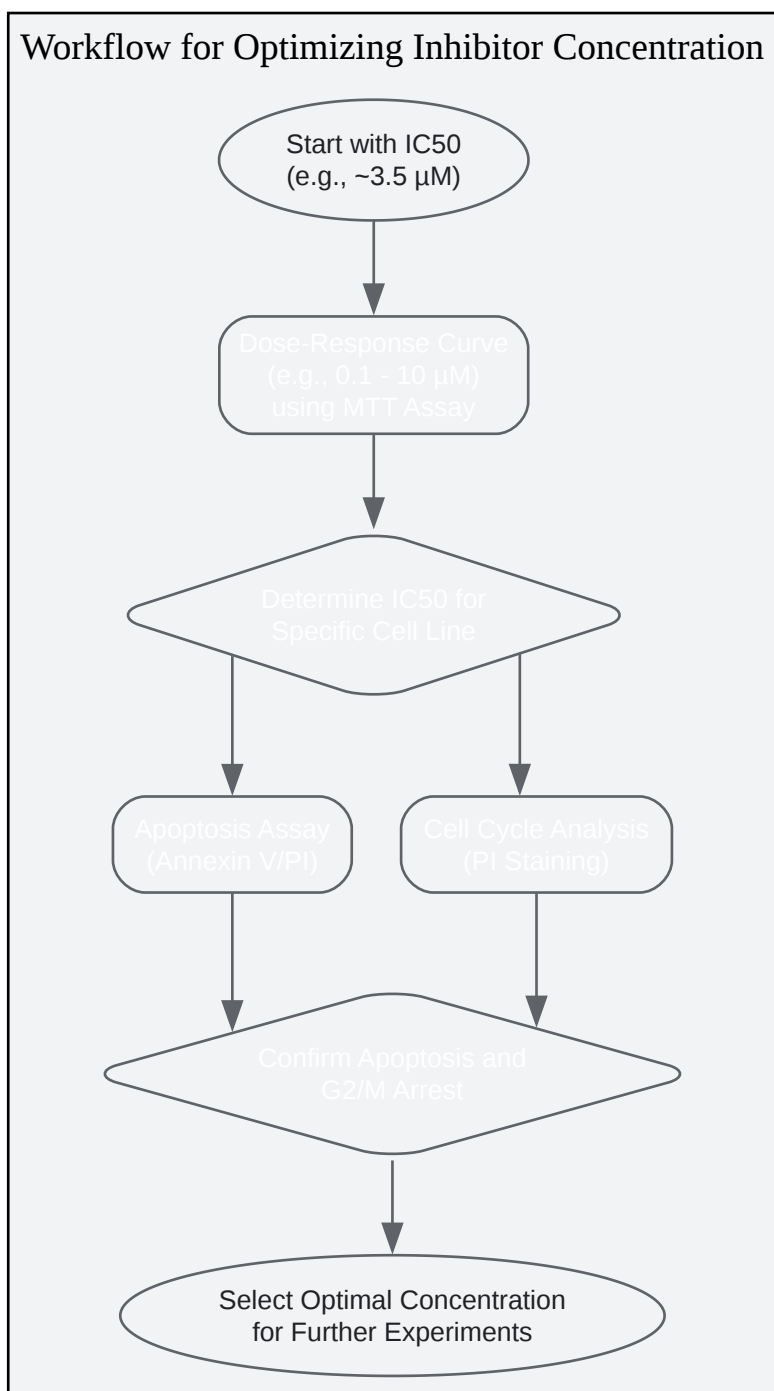 Workflow for Optimizing Inhibitor Concentration
Start with IC50
(e.g., ~3.5 µM)
Dose-Response Curve
(e.g., 0.1 - 10 µM)
using MTT Assay
Determine IC50 for
Specific Cell Line
Apoptosis Assay
(Annexin V/PI)
Cell Cycle Analysis
(PI Staining)
Confirm Apoptosis and
G2/M Arrest
Select Optimal Concentration
for Further Experiments